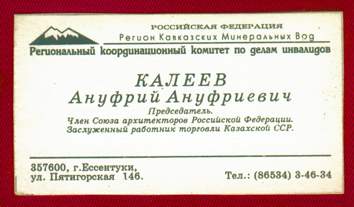 РОССИЙСКАЯ ФЕДЕРАЦИЯ
Регион Кавказских Минеральных Вод
Региональный координационный комитет по делам инвалидов
КАЛЕЕВ
Ануфрий Ануфриевич
Председатель.
Член Союза архитекторов Российской Федерации.
Заслуженный работник торговли Казахской ССР.
357600, г.Ессентуки,
ул. Пятигорская 146.
Тел.: (86534) 3-46-34